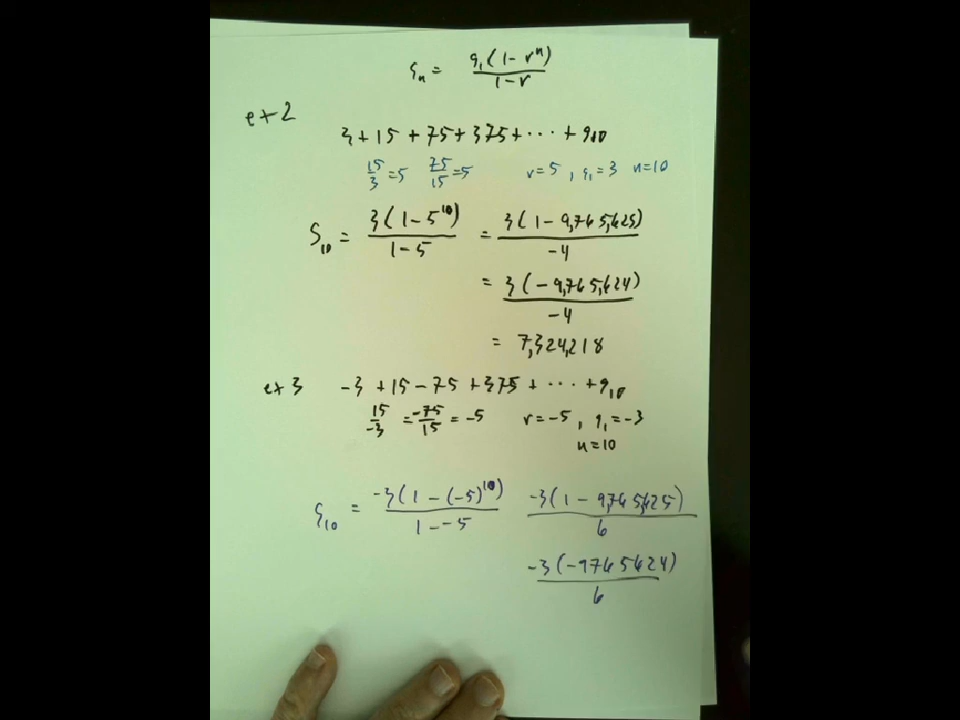 Sₙ = a₁(1 - rⁿ) / 1 - r
ex 2
3 + 15 + 75 + 375 + ... + a₁₀
15/3 = 5 75/15 = 5 r = 5, a₁ = 3 n = 10
S₁₀ = 3(1 - 5¹⁰) / 1 - 5 = 3(1 - 9,765,625) / -4
= 3(-9,765,624) / -4
= 7,324,218
ex 3 -3 + 15 - 75 + 375 + ... + a₁₀
15/-3 = -75/15 = -5 r = -5, a₁ = -3
n = 10
S₁₀ = -3(1 - (-5)¹⁰) / 1 - -5 -3(1 - 9,765,625) / 6
-3(-9765624) / 6